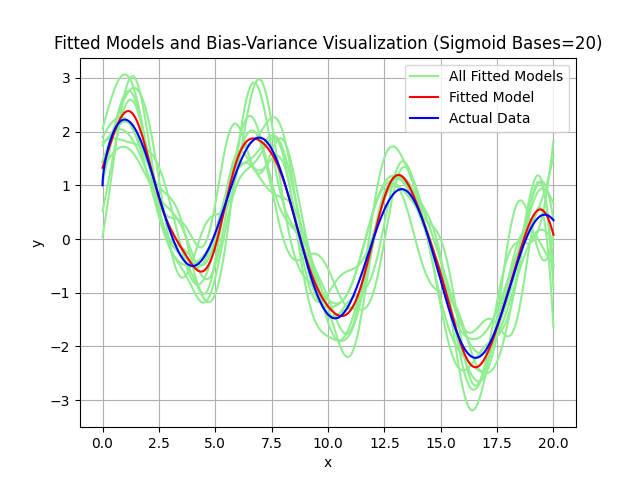 Fitted Models and Bias-Variance Visualization (Sigmoid Bases=20)
All Fitted Models
Fitted Model
Actual Data
y
3
2
1
0
−1
−2
−3
0.0 2.5 5.0 7.5 10.0 12.5 15.0 17.5 20.0
x